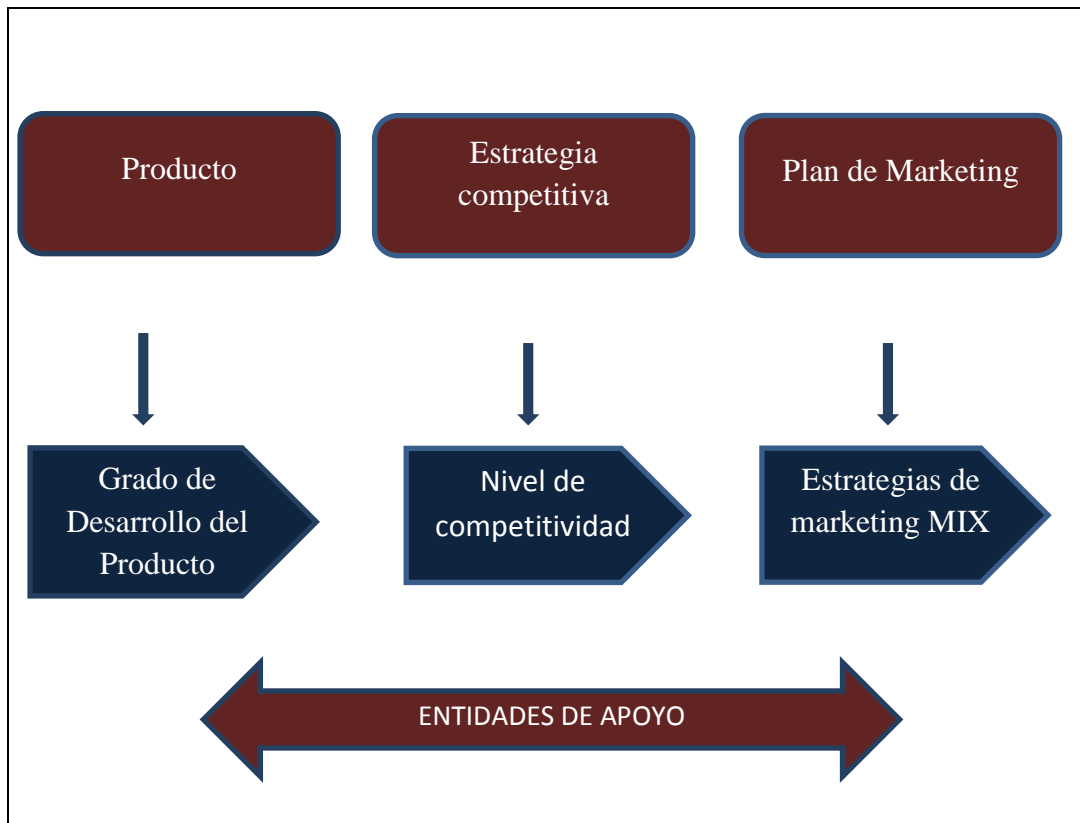 Producto
Estrategia
competitiva
Plan de Marketing
Grado de
Desarrollo del
Producto
Nivel de
competitividad
Estrategias de
marketing MIX
ENTIDADES DE APOYO